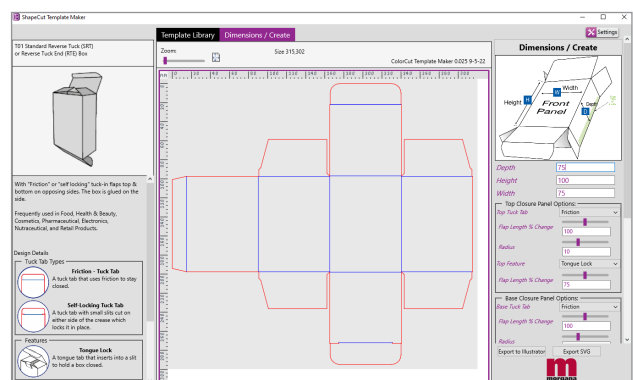 ShapeCut Template Maker
Template Library
Dimensions / Create
Settings
T01 Standard Reverse Tuck (SRT)
or Reverse Tuck End (RTE) Box
Zoom:
Size 315,302
ColorCut Template Maker 0.025 9-5-22
mm
With "Friction" or "self locking" tuck-in flaps top &
bottom on opposing sides. The box is glued on the
side.
Frequently used in Food, Health & Beauty,
Cosmetics, Pharmaceutical, Electronics,
Nutraceutical, and Retail Products.
Design Details
Tuck Tab Types
Friction - Tuck Tab
A tuck tab that uses friction to stay
closed.
Self-Locking Tuck Tab
A tuck tab with small slits cut on
either side of the crease which
locks it in place.
Features
Tongue Lock
A tongue tab that inserts into a slit
to hold a box closed.
Dimensions / Create
Width
W
Height
H
Front
Panel
Depth
D
Depth
75
Height
100
Width
75
Top Closure Panel Options:
Top Tuck Tab
Friction
Flap Length % Change
100
Radius
10
Top Feature
Tongue Lock
Flap Length % Change
75
Base Closure Panel Options:
Base Tuck Tab
Friction
Flap Length % Change
100
Radius
Export to Illustrator
Export SVG
m
morgana